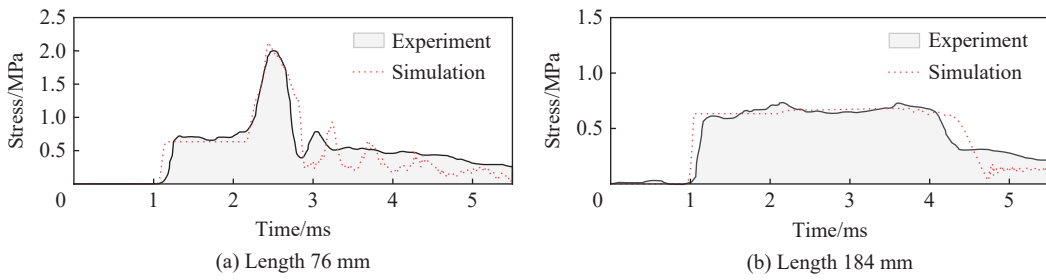 2.5
2.0
1.5
1.0
0.5
0
1
2
3
4
5
Stress/MPa
Time/ms
Experiment
Simulation
(a) Length 76 mm
1.5
1.0
0.5
0
1
2
3
4
5
Stress/MPa
Time/ms
Experiment
Simulation
(b) Length 184 mm